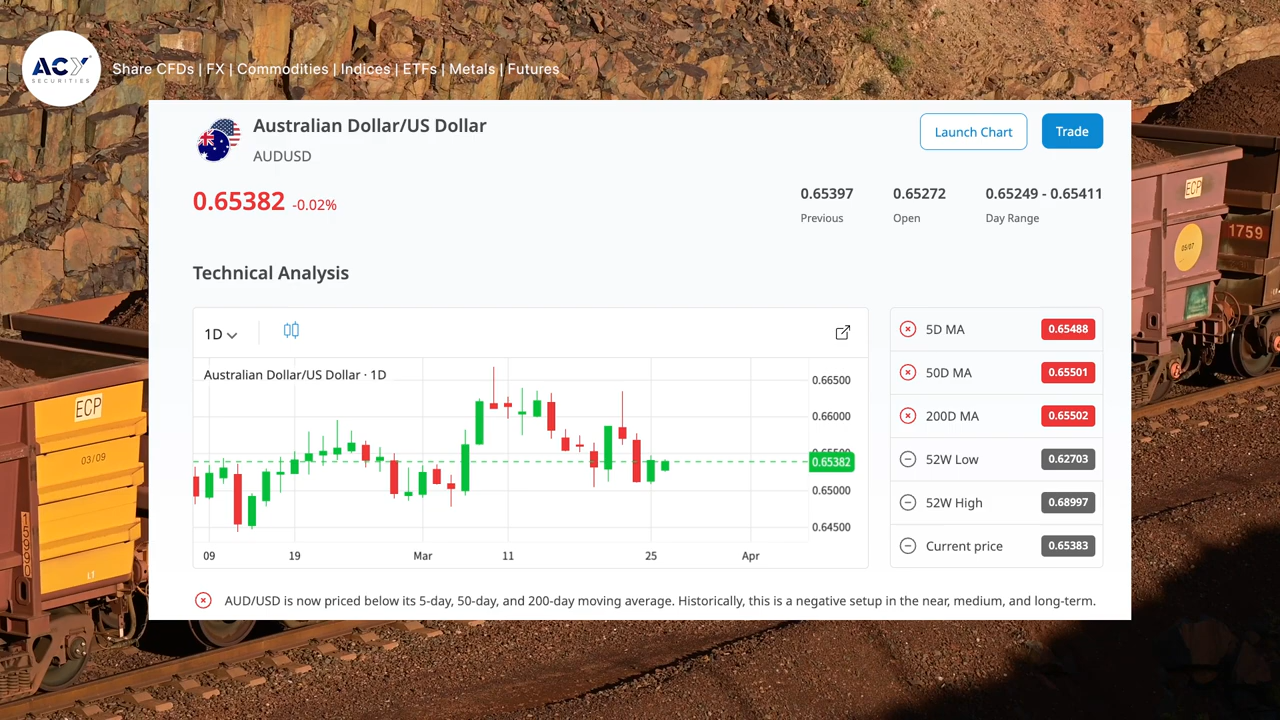 ACY
SECURITIES
Share CFDs | FX | Commodities | Indices | ETFs | Metals | Futures
Australian Dollar/US Dollar
AUDUSD
Launch Chart
Trade
0.65382 -0.02%
0.65397
Previous
0.65272
Open
0.65249 - 0.65411
Day Range
Technical Analysis
1D
Australian Dollar/US Dollar · 1D
0.66500
0.66000
0.65382
0.65000
0.64500
09
19
Mar
11
25
Apr
5D MA 0.65488
50D MA 0.65501
200D MA 0.65502
52W Low 0.62703
52W High 0.68997
Current price 0.65383
AUD/USD is now priced below its 5-day, 50-day, and 200-day moving average. Historically, this is a negative setup in the near, medium, and long-term.
ECP
03/09
L1
ECP
05/07
1759